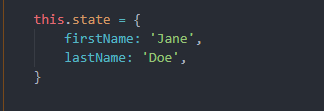 this.state = {
    firstName: 'Jane',
    lastName: 'Doe',
}